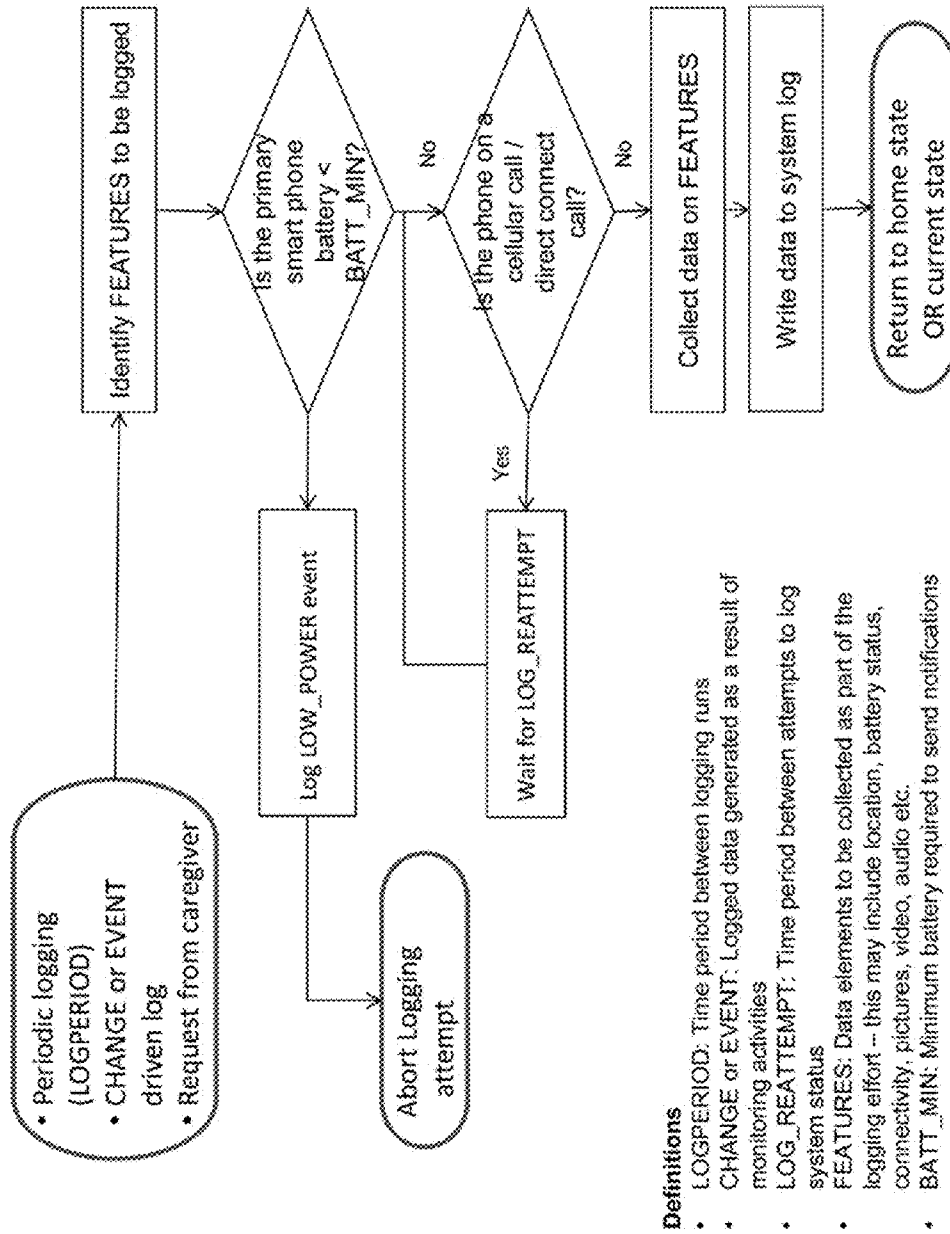 • Periodic logging
(LOGPERIOD)
• CHANGE or EVENT
driven log
• Request from caregiver
Identify FEATURES to be logged
Is the primary
smart phone
battery <
BATT_MIN?
Log LOW_POWER event
Abort Logging
attempt
No
Is the phone on a
cellular call /
direct connect
call?
Yes
Wait for LOG_REATTEMPT
No
Collect data on FEATURES
Write data to system log
Return to home state
OR current state
Definitions
• LOGPERIOD: Time period between logging runs
• CHANGE or EVENT: Logged data generated as a result of
monitoring activities
• LOG_REATTEMPT: Time period between attempts to log
system status
• FEATURES: Data elements to be collected as part of the
logging effort – this may include location, battery status,
connectivity, pictures, video, audio etc.
• BATT_MIN: Minimum battery required to send notifications